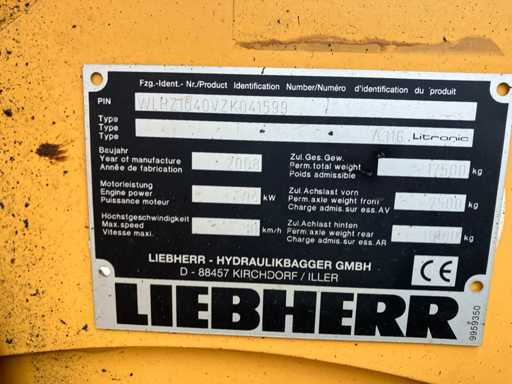 Fzg.-Ident.- Nr./Product Identification Number/Numéro d'identification du produit
PIN WLHZ1040VZK041599
Type
Type A316 Litronic
Baujahr
Year of manufacture 2008
Année de fabrication
Zul.Ges.Gew.
Perm.total weight 17500 kg
Poids admissible
Motorleistung
Engine power kW
Puissance moteur
Zul.Achslast vorn
Perm.axle weight front kg
Charge admis.sur ess.AV
Höchstgeschwindigkeit
Max.speed km/h
Vitesse maxi.
Zul.Achslast hinten
Perm.axle weight rear kg
Charge admis.sur ess.AR
LIEBHERR - HYDRAULIKBAGGER GMBH
D - 88457 KIRCHDORF / ILLER
CE
LIEBHERR
9959350